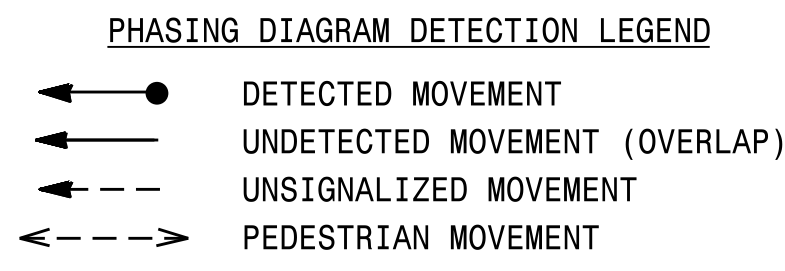 PHASING DIAGRAM DETECTION LEGEND
DETECTED MOVEMENT
UNDETECTED MOVEMENT (OVERLAP)
UNSIGNALIZED MOVEMENT
PEDESTRIAN MOVEMENT